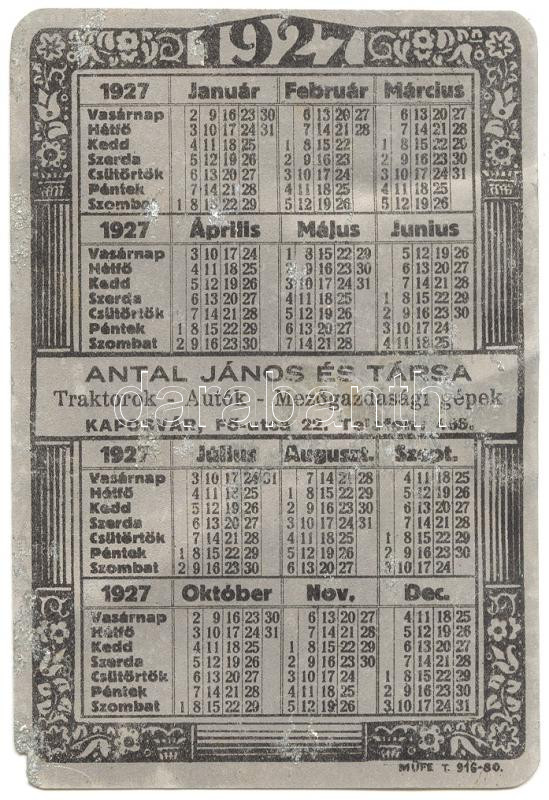 1927
1927 Január Február Március
Vasárnap 2 9 16 23 30 6 13 20 27 6 13 20 27
Hétfő 3 10 17 24 31 7 14 21 28 7 14 21 28
Kedd 4 11 18 25 1 8 15 22 1 8 15 22 29
Szerda 5 12 19 26 2 9 16 23 2 9 16 23 30
Csütörtök 6 13 20 27 3 10 17 24 3 10 17 24 31
Péntek 7 14 21 28 4 11 18 25 4 11 18 25
Szombat 1 8 15 22 29 5 12 19 26 5 12 19 26
1927 Április Május Junius
Vasárnap 3 10 17 24 1 8 15 22 29 5 12 19 26
Hétfő 4 11 18 25 2 9 16 23 30 6 13 20 27
Kedd 5 12 19 26 3 10 17 24 31 7 14 21 28
Szerda 6 13 20 27 4 11 18 25 1 8 15 22 29
Csütörtök 7 14 21 28 5 12 19 26 2 9 16 23 30
Péntek 1 8 15 22 29 6 13 20 27 3 10 17 24
Szombat 2 9 16 23 30 7 14 21 28 4 11 18 25
ANTAL JÁNOS ÉS TÁRSA
Traktorok - Autók - Mezőgazdasági gépek
KAPOSVÁR, Fő-utca 22. Telefon:
darabanth
1927 Július Auguszt. Szept.
Vasárnap 3 10 17 24 31 7 14 21 28 4 11 18 25
Hétfő 4 11 18 25 1 8 15 22 29 5 12 19 26
Kedd 5 12 19 26 2 9 16 23 30 6 13 20 27
Szerda 6 13 20 27 3 10 17 24 31 7 14 21 28
Csütörtök 7 14 21 28 4 11 18 25 1 8 15 22 29
Péntek 1 8 15 22 29 5 12 19 26 2 9 16 23 30
Szombat 2 9 16 23 30 6 13 20 27 3 10 17 24
1927 Október Nov. Dec.
Vasárnap 2 9 16 23 30 6 13 20 27 4 11 18 25
Hétfő 3 10 17 24 31 7 14 21 28 5 12 19 26
Kedd 4 11 18 25 1 8 15 22 29 6 13 20 27
Szerda 5 12 19 26 2 9 16 23 30 7 14 21 28
Csütörtök 6 13 20 27 3 10 17 24 1 8 15 22 29
Péntek 7 14 21 28 4 11 18 25 2 9 16 23 30
Szombat 1 8 15 22 29 5 12 19 26 3 10 17 24 31
MŰFE T. 916-80.